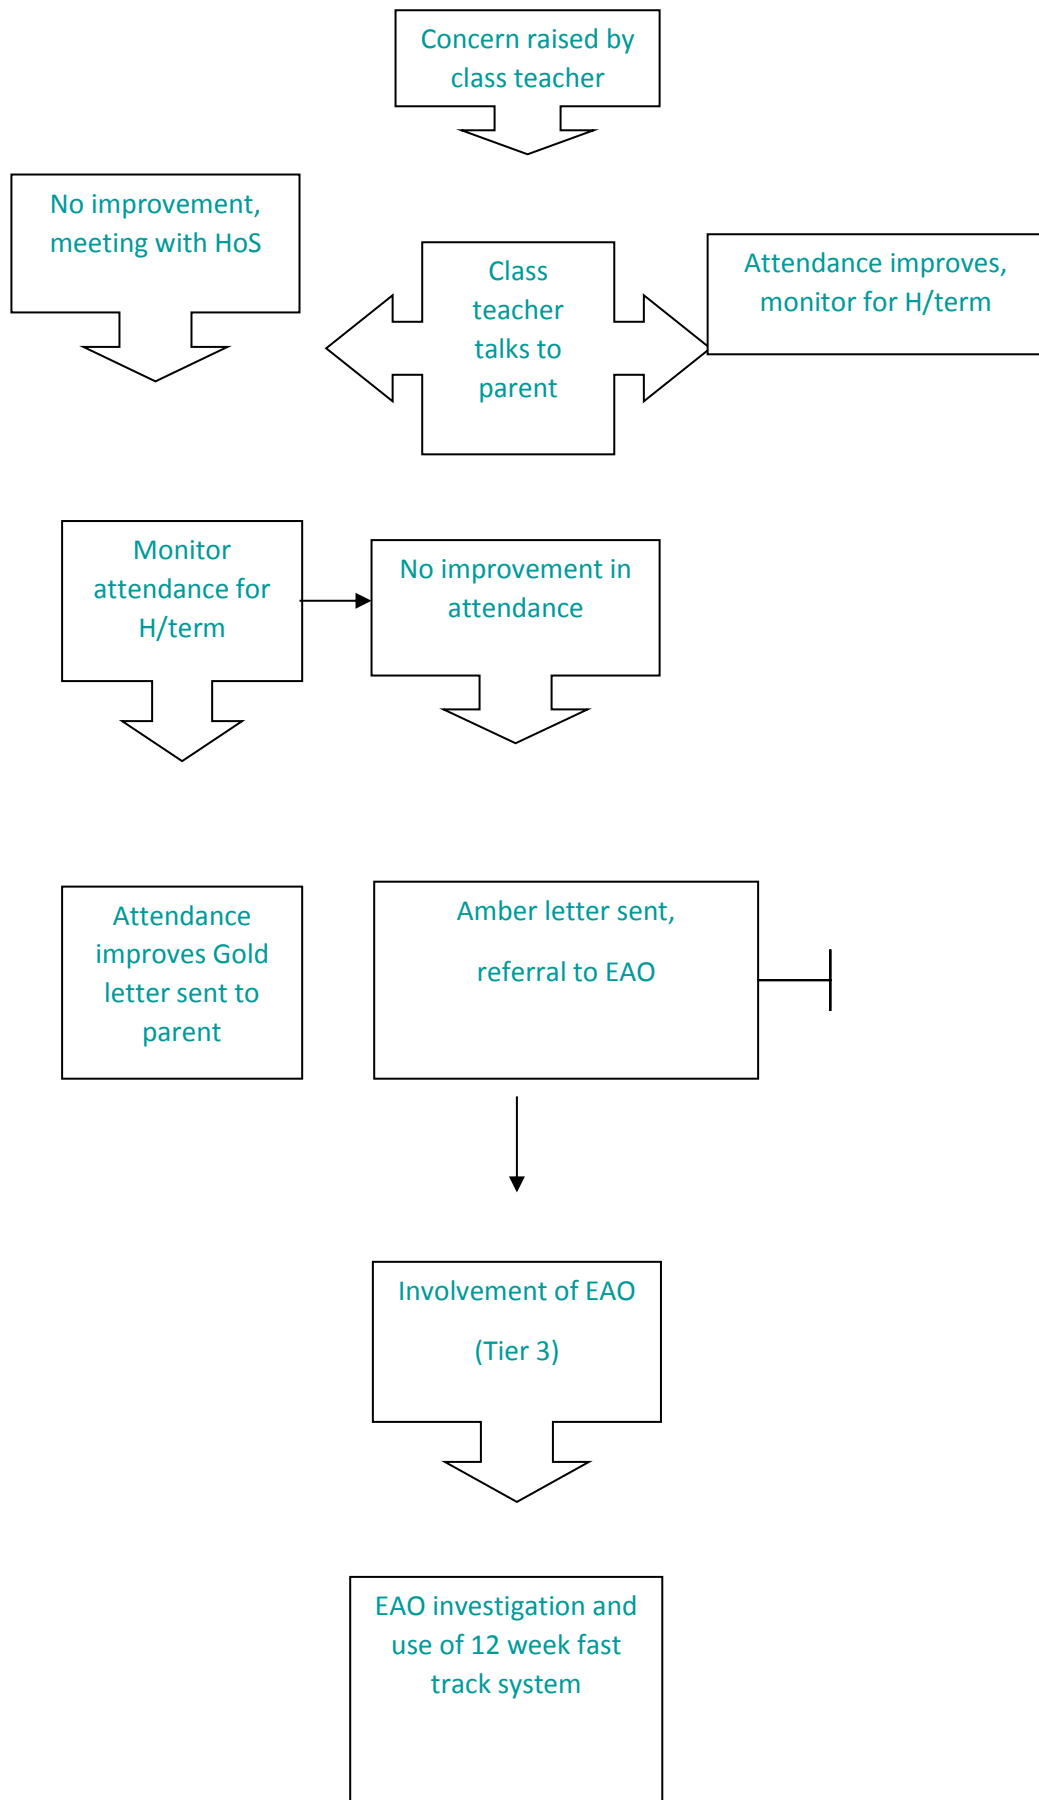 Concern raised by
class teacher
No improvement,
meeting with HoS
Class
teacher
talks to
parent
Attendance improves,
monitor for H/term
Monitor
attendance for
H/term
No improvement in
attendance
Attendance
improves Gold
letter sent to
parent
Amber letter sent,
referral to EAO
Involvement of EAO
(Tier 3)
EAO investigation and
use of 12 week fast
track system